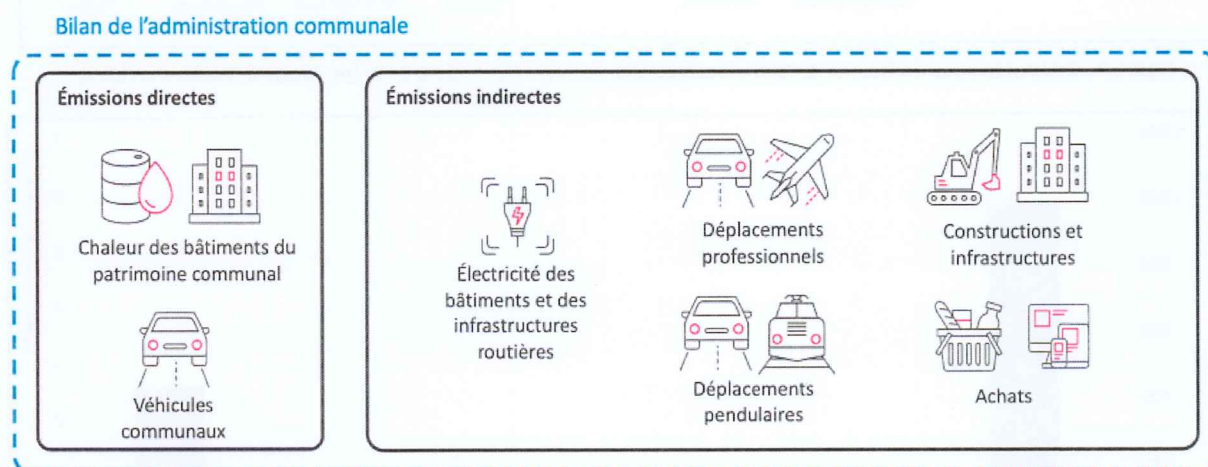 Bilan de l'administration communale
Émissions directes
Chaleur des bâtiments du
patrimoine communal
Véhicules
communaux
Émissions indirectes
Électricité des
bâtiments et des
infrastructures
routières
Déplacements
professionnels
Déplacements
pendulaires
Constructions et
infrastructures
Achats